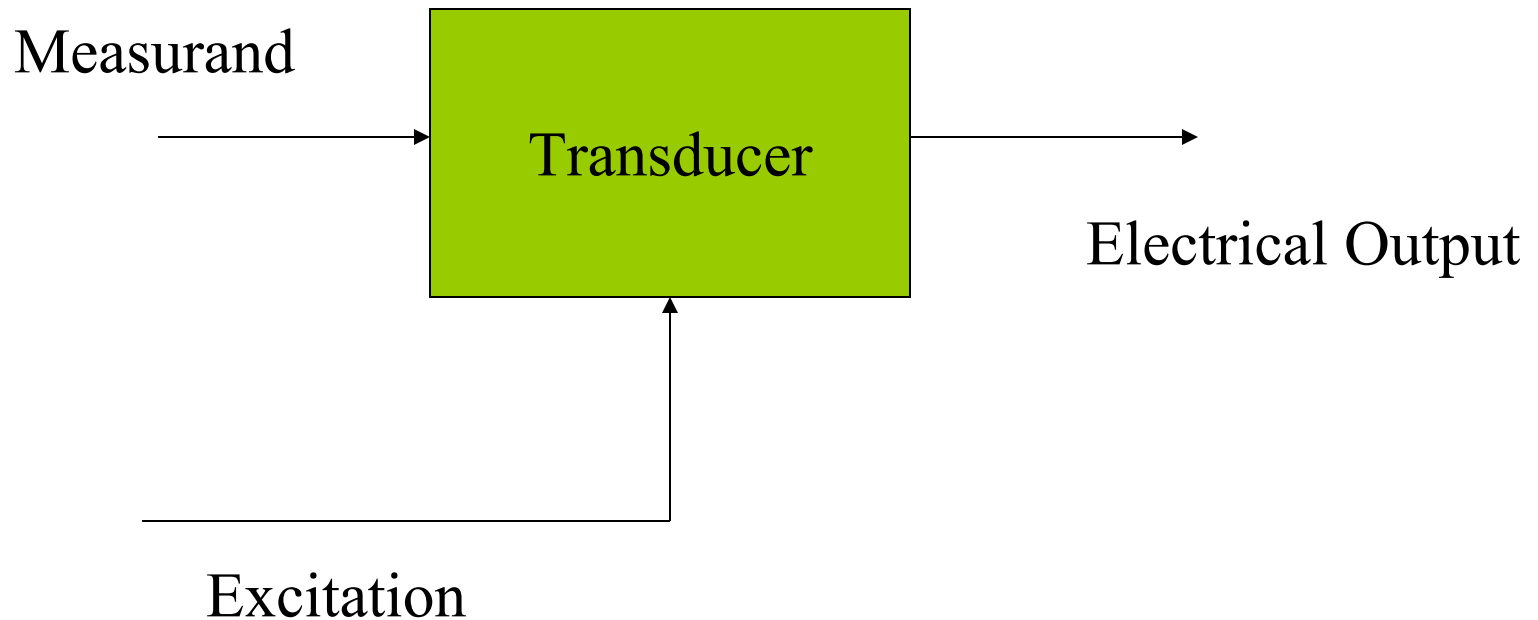 Measurand
Transducer
Electrical Output
Excitation